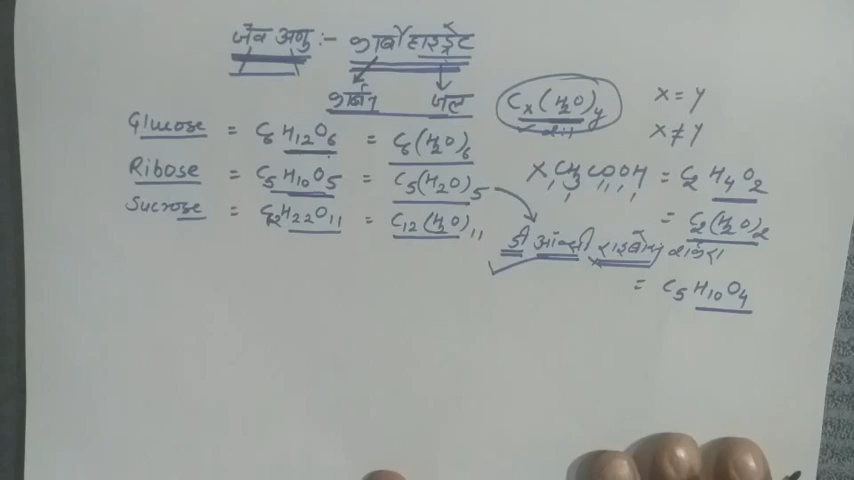 जैव अणु :- कार्बोहाइड्रेट
कार्बन जल
Cx(H2O)y
x = y
x ≠ y
Glucose = C6H12O6 = C6(H2O)6
Ribose = C5H10O5 = C5(H2O)5
Sucrose = C12H22O11 = C12(H2O)11
X, CH3COOH = C2H4O2
= C2(H2O)2
डी ऑक्सी राइबोस शर्करा
= C5H10O4